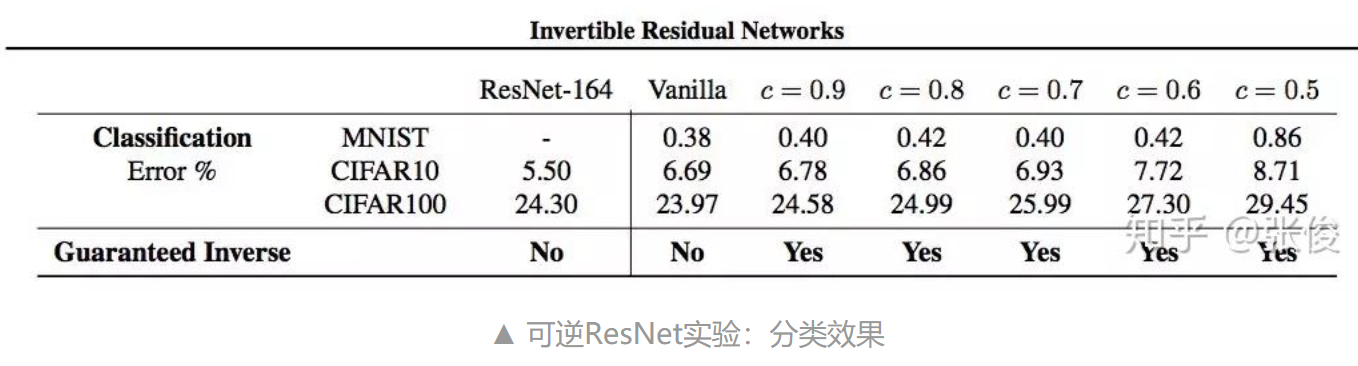 Invertible Residual Networks
ResNet-164 Vanilla c = 0.9 c = 0.8 c = 0.7 c = 0.6 c = 0.5
Classification MNIST - 0.38 0.40 0.42 0.40 0.42 0.86
Error % CIFAR10 5.50 6.69 6.78 6.86 6.93 7.72 8.71
CIFAR100 24.30 23.97 24.58 24.99 25.99 27.30 29.45
知乎 @张俊
Guaranteed Inverse No No Yes Yes Yes Yes Yes
▲ 可逆ResNet实验：分类效果